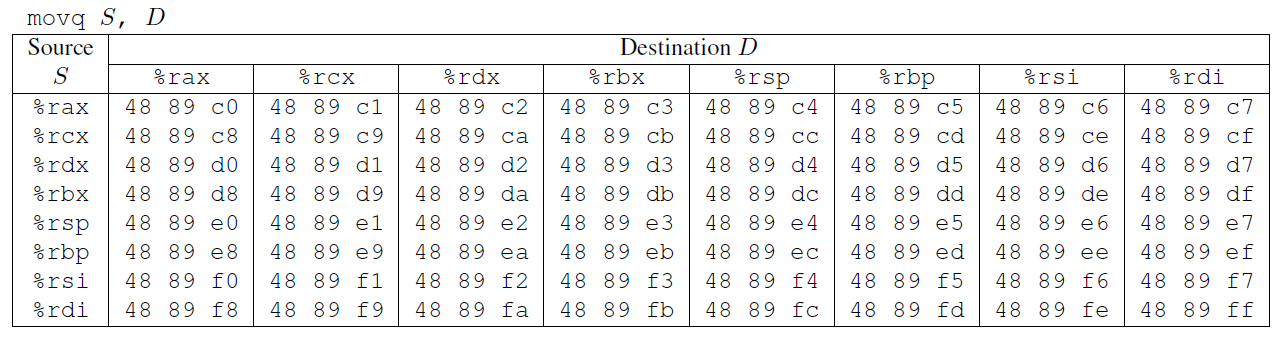 movq S, D
Source Destination D
S %rax %rcx %rdx %rbx %rsp %rbp %rsi %rdi
%rax 48 89 c0 48 89 c1 48 89 c2 48 89 c3 48 89 c4 48 89 c5 48 89 c6 48 89 c7
%rcx 48 89 c8 48 89 c9 48 89 ca 48 89 cb 48 89 cc 48 89 cd 48 89 ce 48 89 cf
%rdx 48 89 d0 48 89 d1 48 89 d2 48 89 d3 48 89 d4 48 89 d5 48 89 d6 48 89 d7
%rbx 48 89 d8 48 89 d9 48 89 da 48 89 db 48 89 dc 48 89 dd 48 89 de 48 89 df
%rsp 48 89 e0 48 89 e1 48 89 e2 48 89 e3 48 89 e4 48 89 e5 48 89 e6 48 89 e7
%rbp 48 89 e8 48 89 e9 48 89 ea 48 89 eb 48 89 ec 48 89 ed 48 89 ee 48 89 ef
%rsi 48 89 f0 48 89 f1 48 89 f2 48 89 f3 48 89 f4 48 89 f5 48 89 f6 48 89 f7
%rdi 48 89 f8 48 89 f9 48 89 fa 48 89 fb 48 89 fc 48 89 fd 48 89 fe 48 89 ff